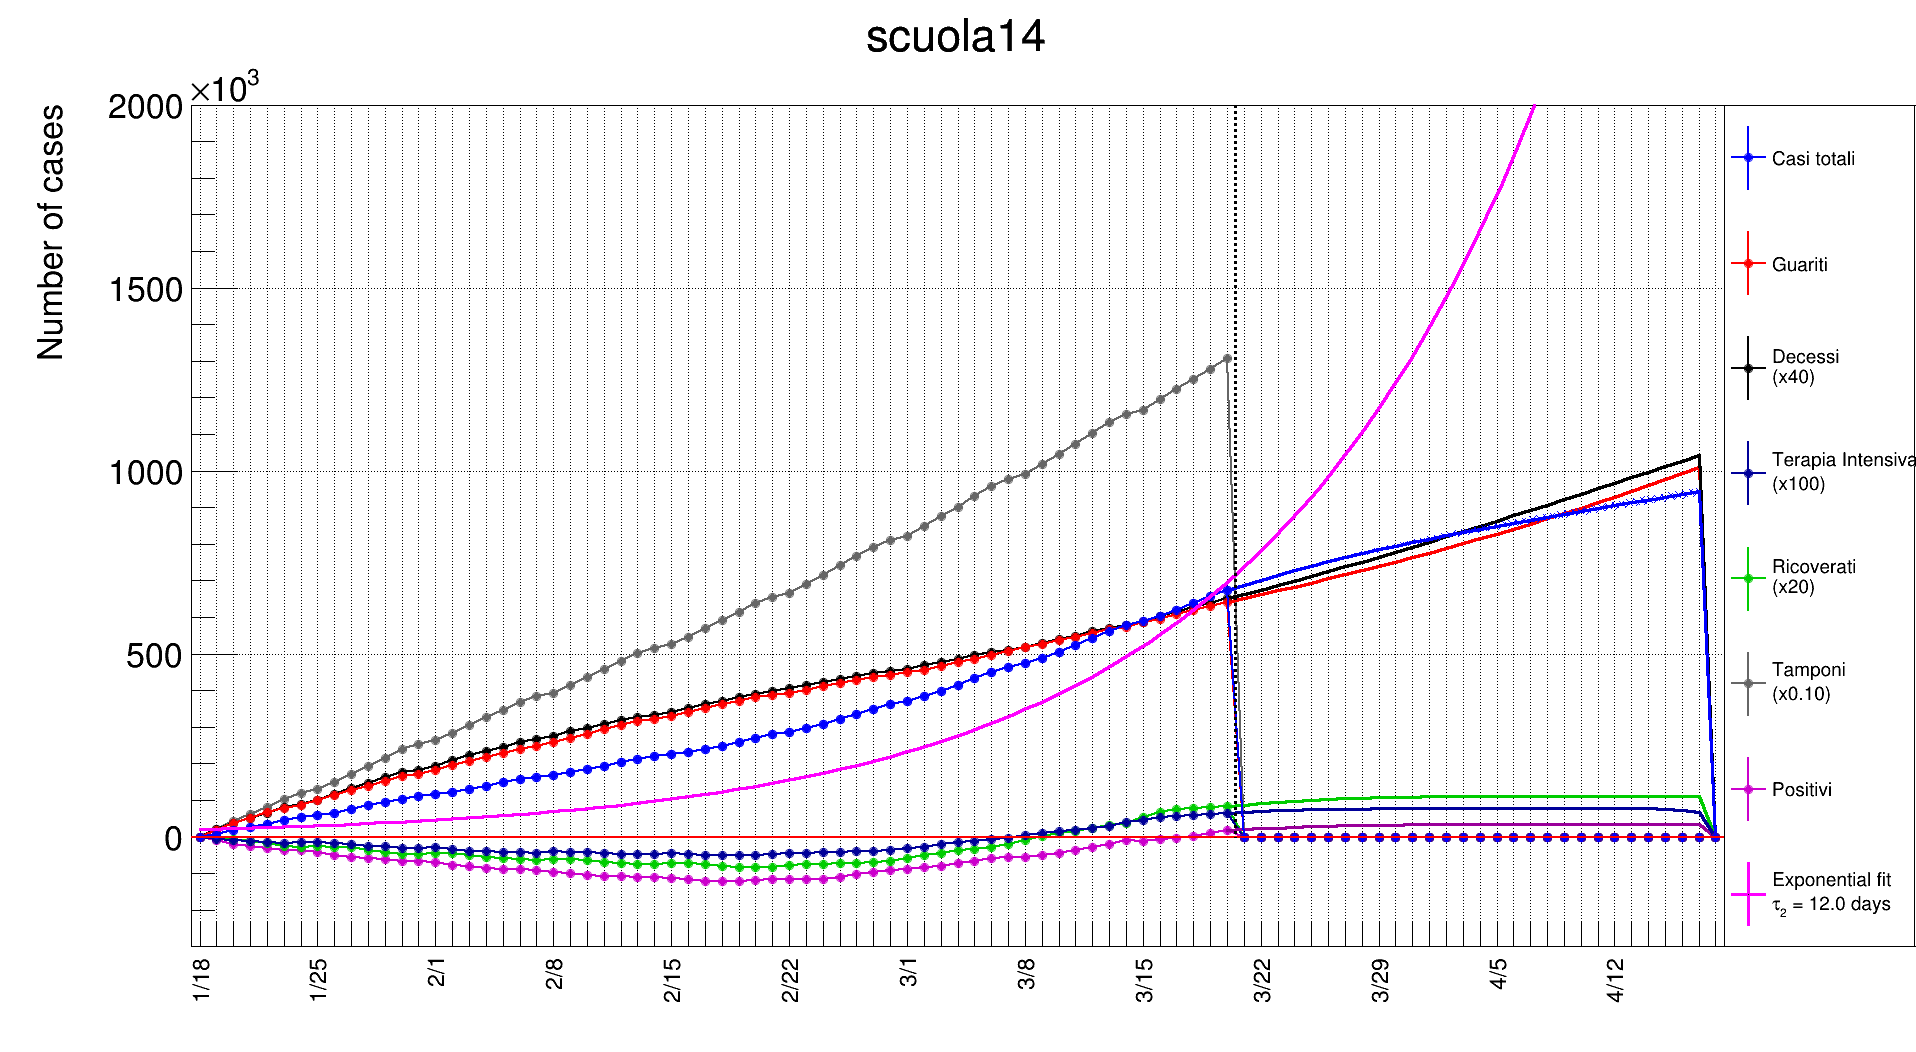 scuola14
×10³
Number of cases
2000
1500
1000
500
0
1/18
1/25
2/1
2/8
2/15
2/22
3/1
3/8
3/15
3/22
3/29
4/5
4/12
Casi totali
Guariti
Decessi
(x40)
Terapia Intensiva
(x100)
Ricoverati
(x20)
Tamponi
(x0.10)
Positivi
Exponential fit
τ₂ = 12.0 days